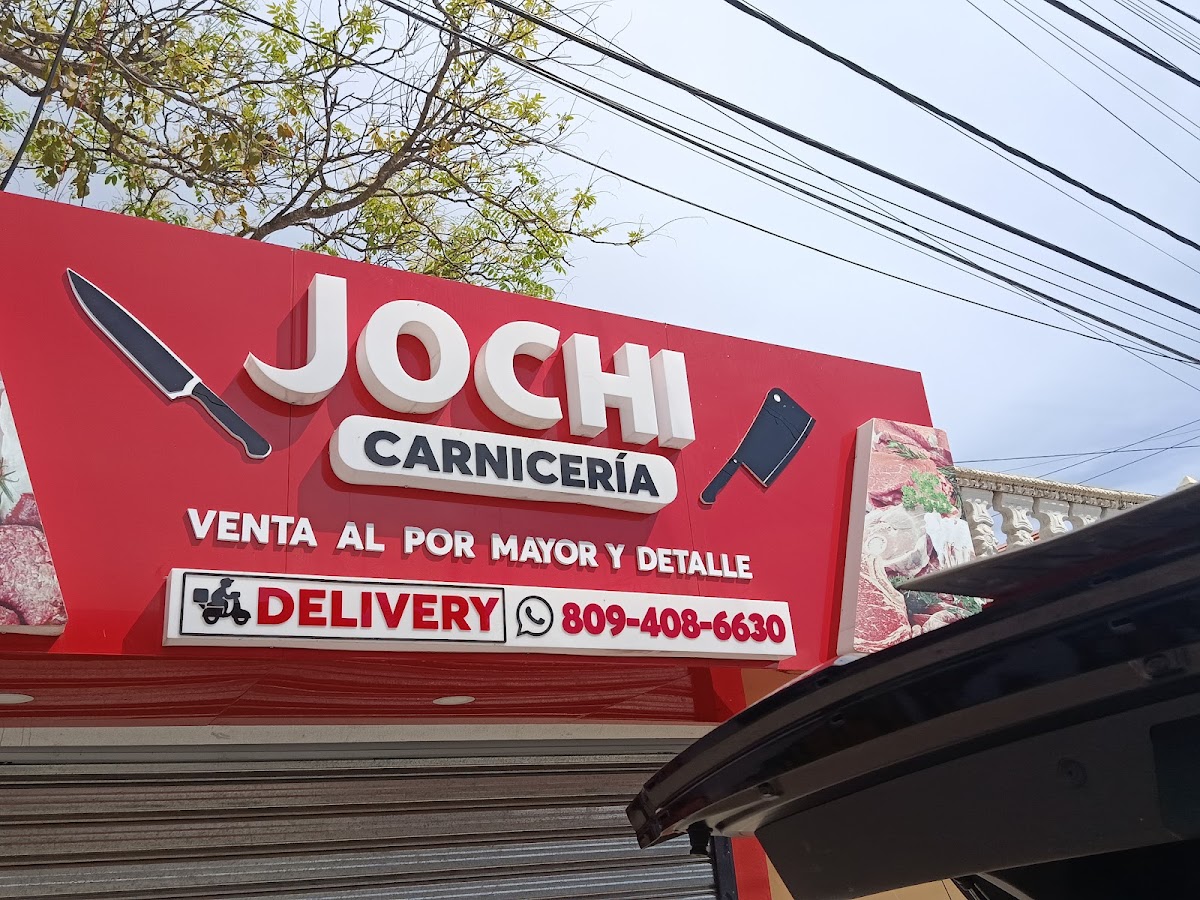 JOCHI
CARNICERÍA
VENTA AL POR MAYOR Y DETALLE
DELIVERY 809-408-6630